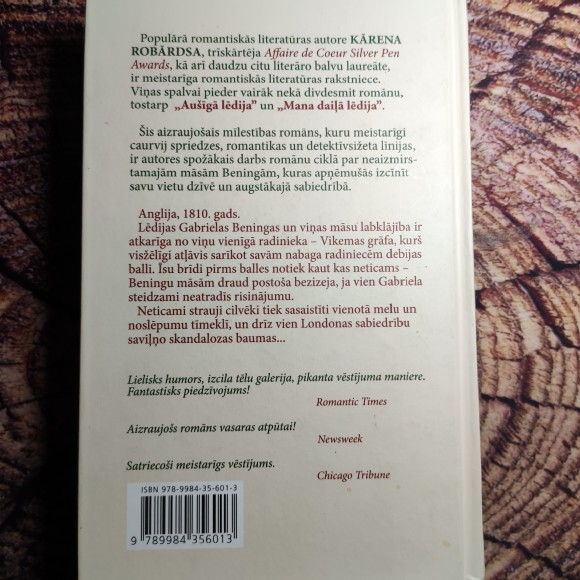 Populārā romantiskās literatūras autore KĀRENA
ROBĀRDSA, trīskārtēja Affaire de Coeur Silver Pen
Awards, kā arī daudzu citu literāro balvu laureāte,
ir meistarīga romantiskās literatūras rakstniece.
Viņas spalvai pieder vairāk nekā divdesmit romānu,
tostarp „Aušīgā lēdija” un „Mana daiļā lēdija”.
Šis aizraujošais mīlestības romāns, kuru meistarīgi
caurvij spriedzes, romantikas un detektīvsižeta līnijas,
ir autores spožākais darbs romānu ciklā par neaizmirs-
tamajām māsām Beningām, kuras apņēmušās izcīnīt
savu vietu dzīvē un augstākajā sabiedrībā.
Anglija, 1810. gads.
Lēdijas Gabrielas Beningas un viņas māsu labklājība ir
atkarīga no viņu vienīgā radinieka – Vikemas grāfa, kurš
visžēlīgi atļāvis sarīkot savām nabaga radiniecēm debijas
balli. Īsu brīdi pirms balles notiek kaut kas neticams –
Beningu māsām draud postoša bezizeja, ja vien Gabriela
steidzami neatradīs risinājumu.
Neticami strauji cilvēki tiek sasaistīti vienotā melu un
noslēpumu tīmeklī, un drīz vien Londonas sabiedrību
saviļņo skandalozas baumas...
Lielisks humors, izcila tēlu galerija, pikanta vēstījuma maniere.
Fantastisks piedzīvojums!
Romantic Times
Aizraujošs romāns vasaras atpūtai!
Newsweek
Satriecoši meistarīgs vēstījums.
Chicago Tribune
ISBN 978-9984-35-601-3
9 789984 356013